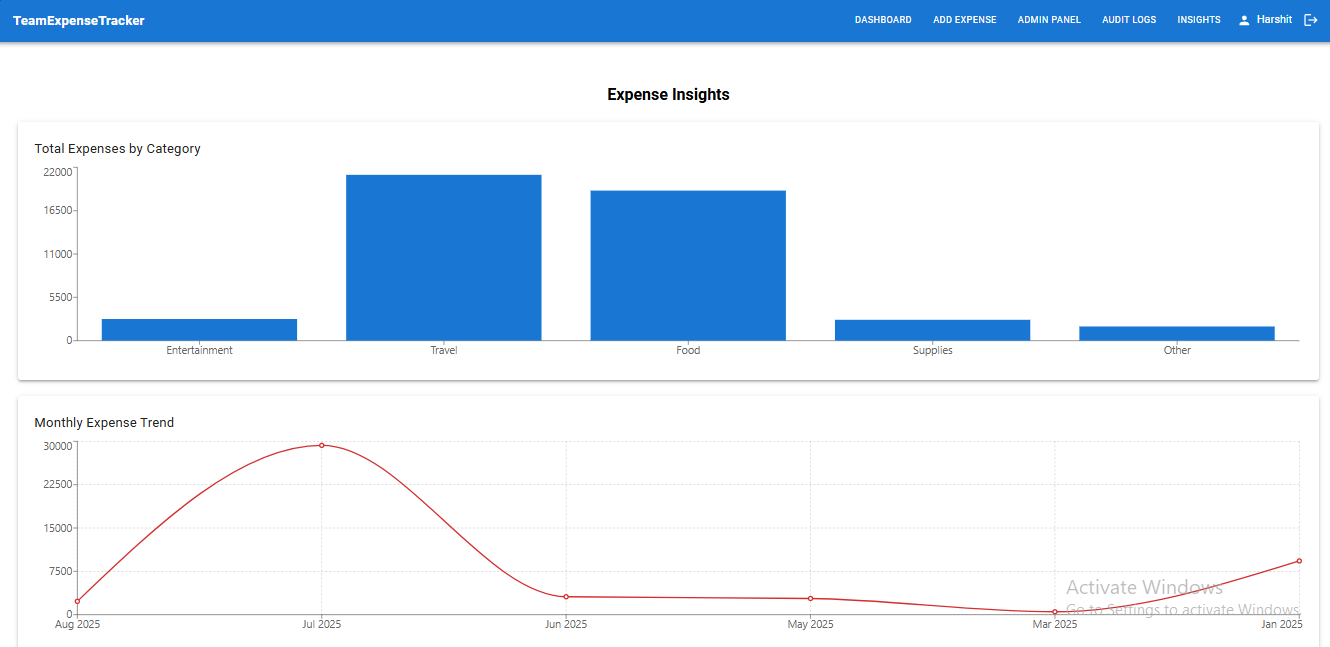 TeamExpenseTracker DASHBOARD ADD EXPENSE ADMIN PANEL AUDIT LOGS INSIGHTS Harshit
Expense Insights
Total Expenses by Category
22000
16500
11000
5500
0
Entertainment Travel Food Supplies Other
Monthly Expense Trend
30000
22500
15000
7500
0
Activate Windows
Go to Settings to activate Windows.
Aug 2025 Jul 2025 Jun 2025 May 2025 Mar 2025 Jan 2025